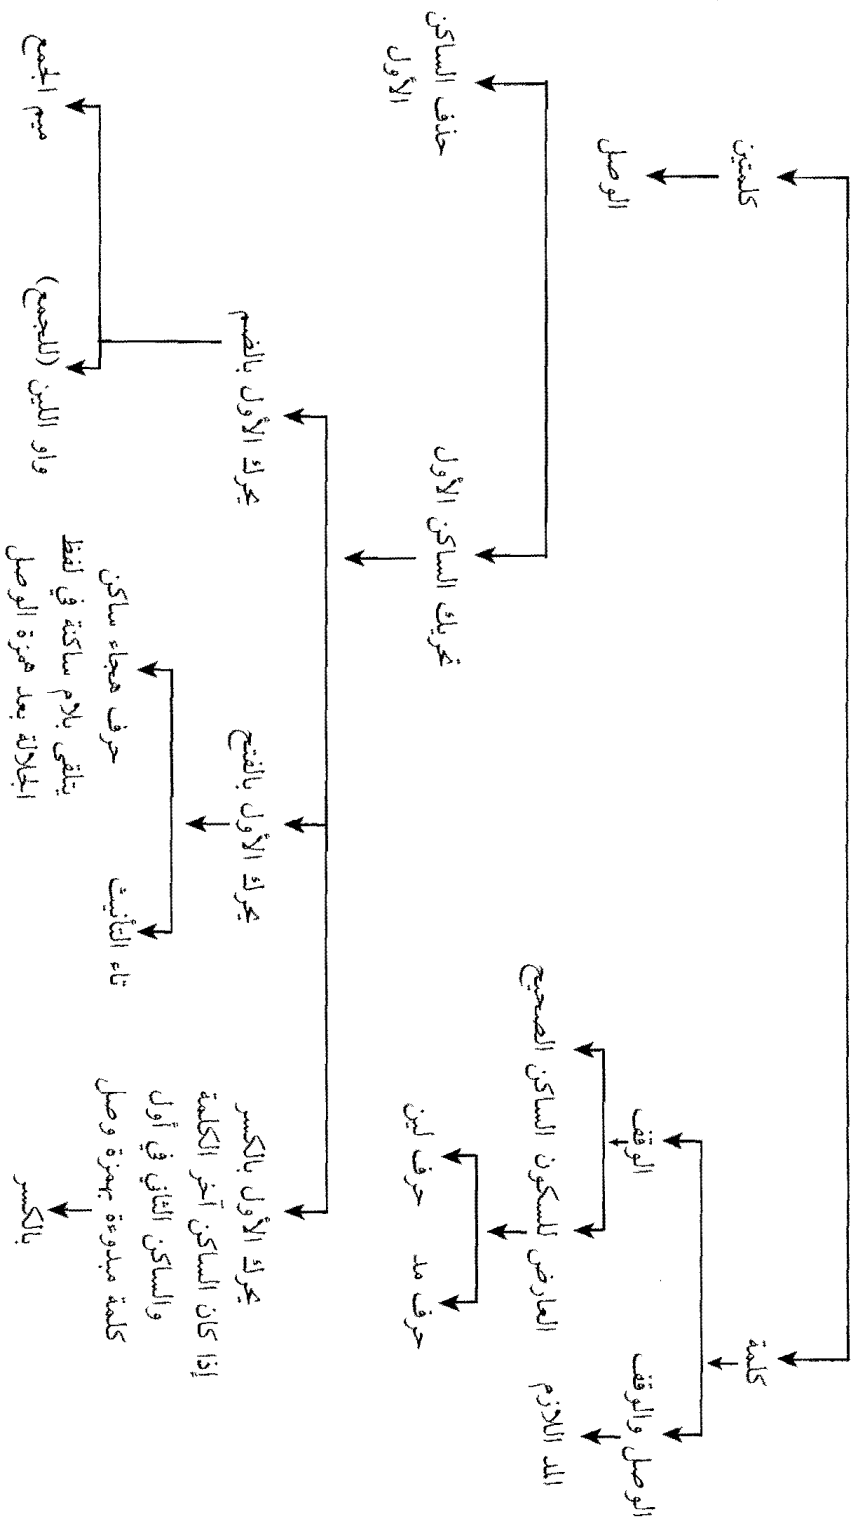 كلمة
كلمتين
الوصل والوقف
الوقف
المد اللازم
الساكن الصحيح
العارض للسكون
حرف مد
حرف لين
الوصل
تحريك الساكن الأول
حذف الساكن
الأول
يحرك الأول بالكسر
إذا كان الساكن آخر الكلمة
والساكن الثاني في أول
كلمة مبدوءة بهمزة وصل
بالكسر
يحرك الأول بالفتح
تاء التأنيث
حرف هجاء ساكن
يتلقى بلام ساكنة في لفظ
الجلالة بعد همزة الوصل
يحرك الأول بالضم
واو اللين (للجمع)
ميم الجمع